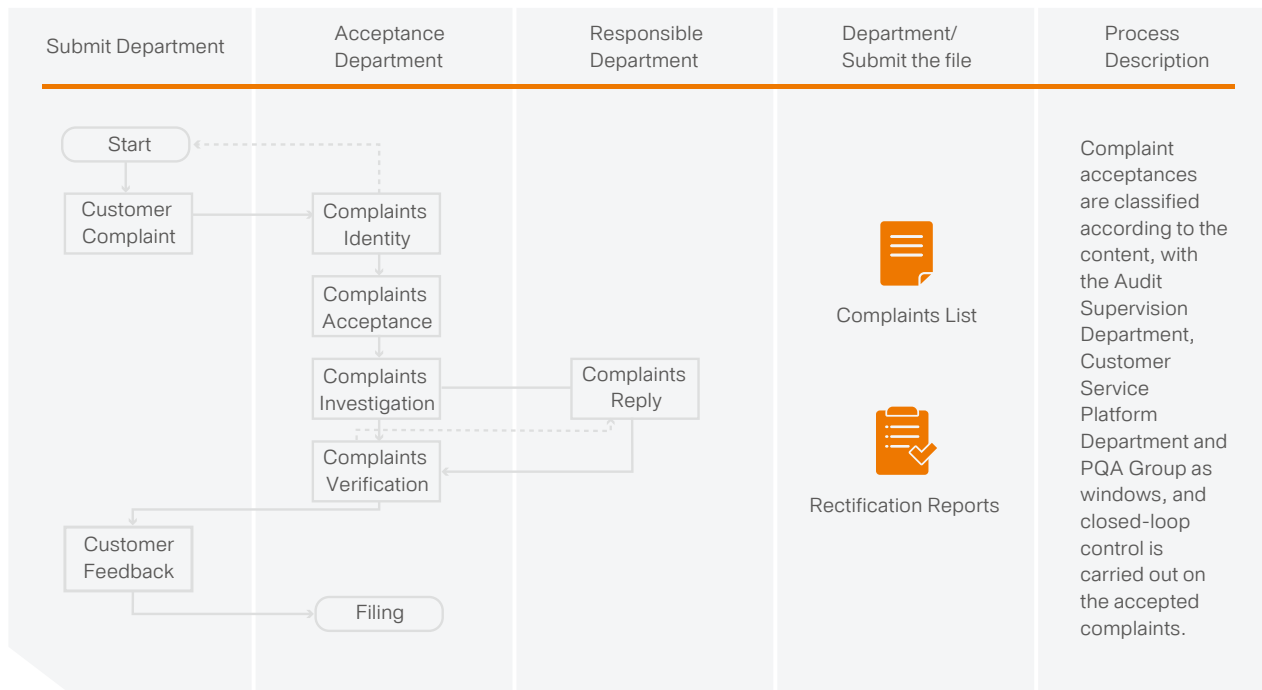 Submit Department
Acceptance
Department
Responsible
Department
Department/
Submit the file
Process
Description
Start
Customer
Complaint
Complaints
Identity
Complaints
Acceptance
Complaints
Investigation
Complaints
Reply
Complaints
Verification
Customer
Feedback
Filing
Complaints List
Rectification Reports
Complaint
acceptances
are classified
according to the
content, with
the Audit
Supervision
Department,
Customer
Service
Platform
Department and
PQA Group as
windows, and
closed-loop
control is
carried out on
the accepted
complaints.